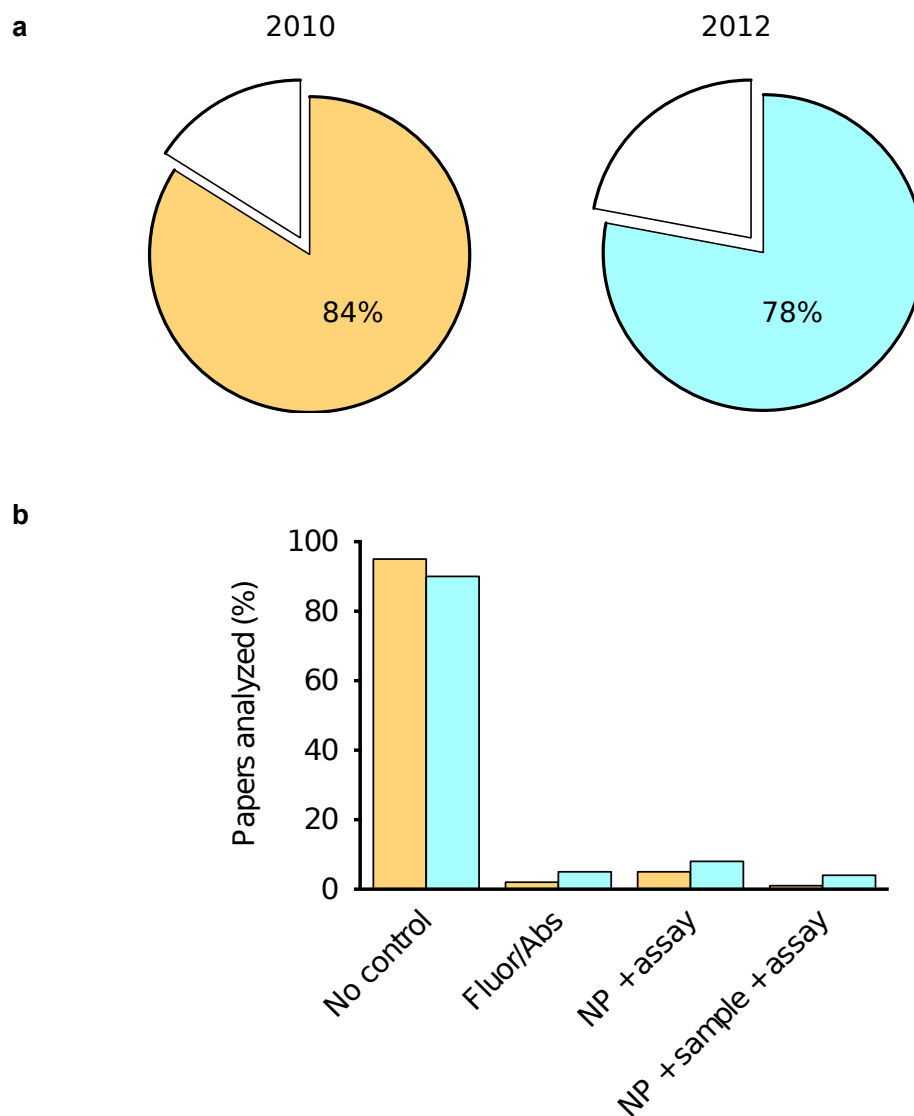 a
2010
2012
84%
78%
b
Papers analyzed (%)
100
80
60
40
20
0
No control
Fluor/Abs
NP +assay
NP +sample +assay